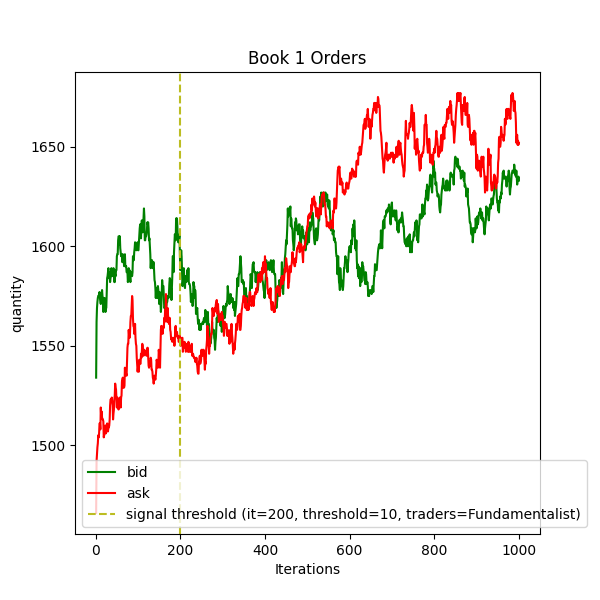 Book 1 Orders
quantity
1650
1600
1550
1500
bid
ask
signal threshold (it=200, threshold=10, traders=Fundamentalist)
0 200 400 600 800 1000
Iterations